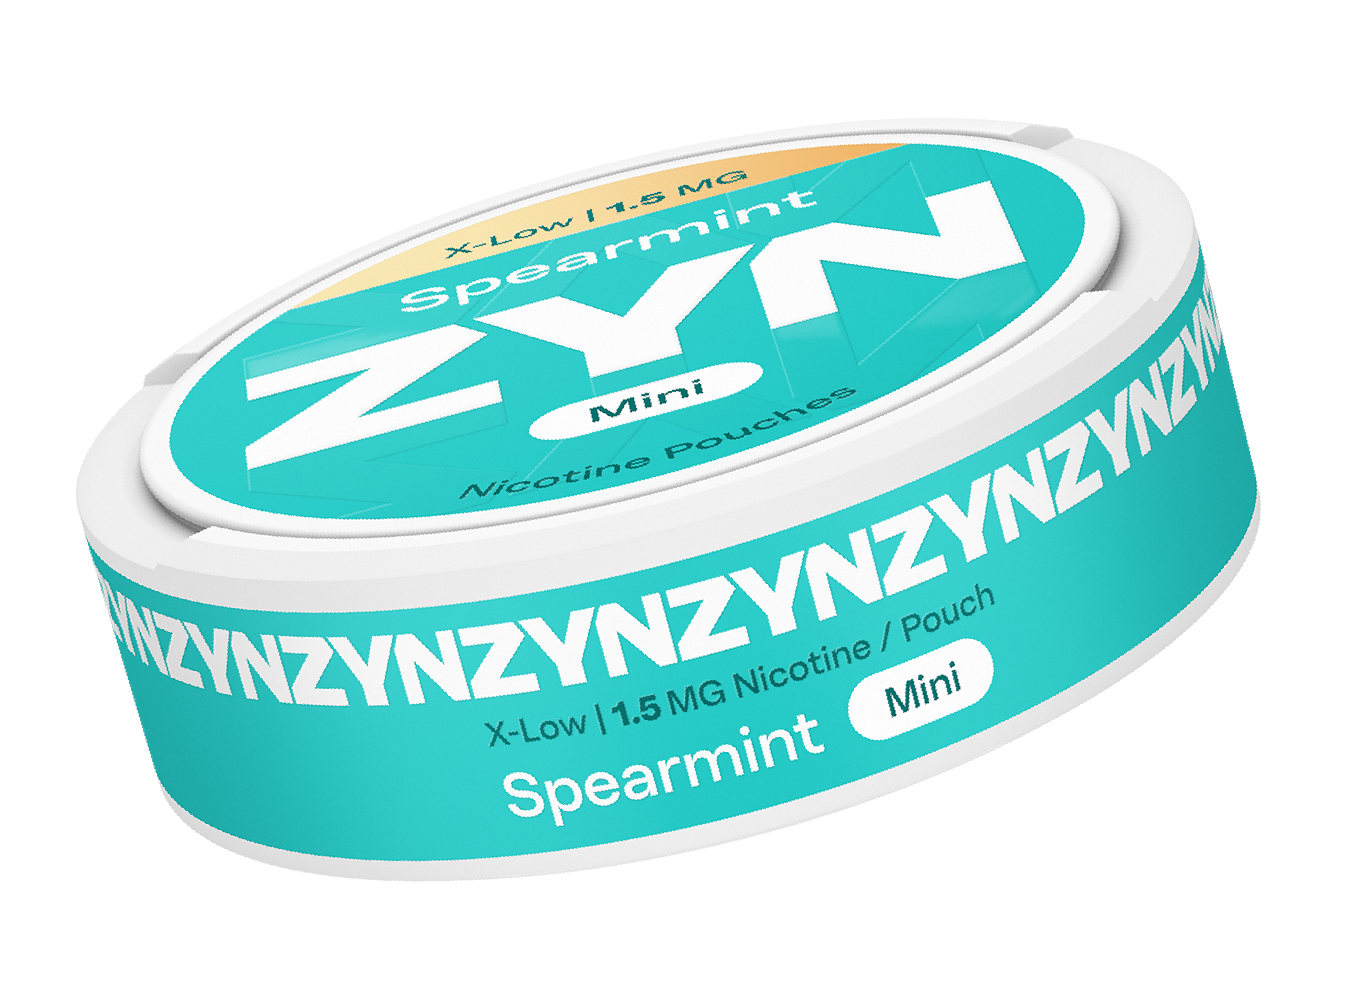 X-Low | 1.5 MG
Spearmint
ZYN
Mini
Nicotine Pouches
ZYNZYNZYNZYNZYNZYNZYN
X-Low | 1.5 MG Nicotine / Pouch
Spearmint Mini